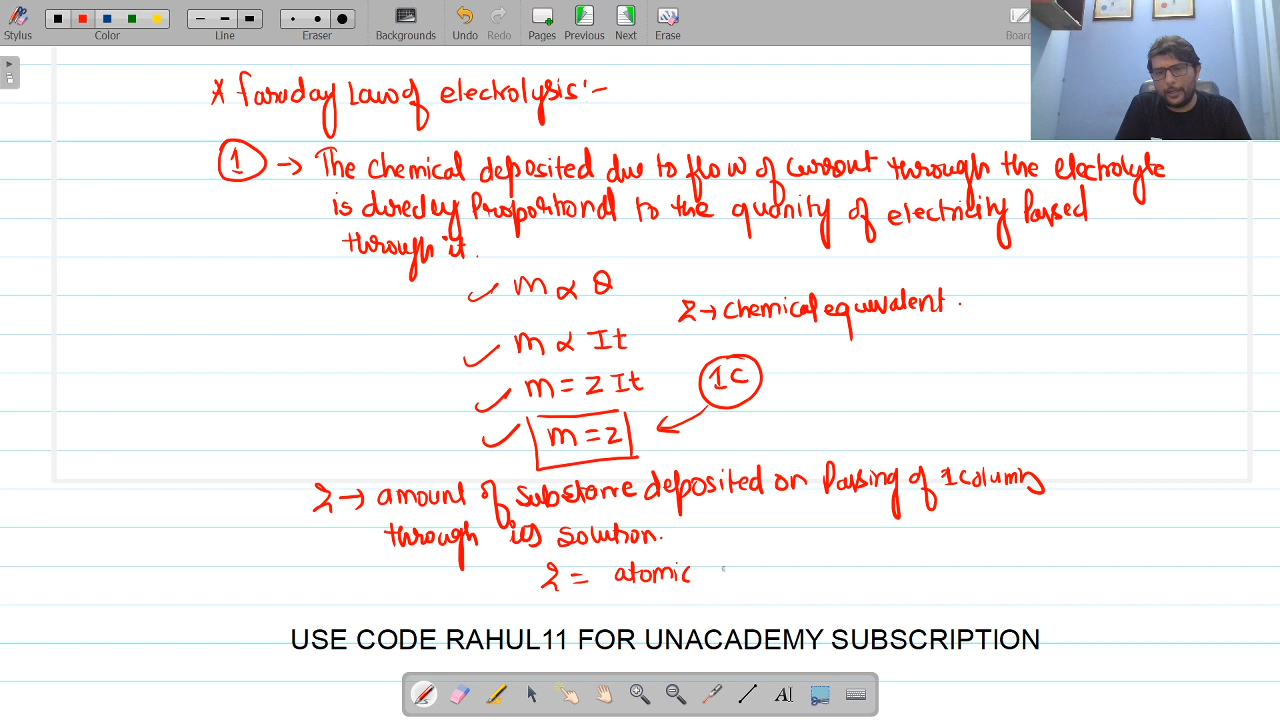 Stylus
Color
Line
Eraser
Backgrounds
Undo
Redo
Pages
Previous
Next
Erase
Board
* Faraday Law of electrolysis:-
1 → The chemical deposited due to flow of current through the electrolyte
is direcly Proportional to the quanity of electricity Passed
through it.
m ∝ Q
Z → chemical equivalent.
m ∝ It
m = Z It
1C
m = Z
Z → amount of substance deposited on Passing of 1 Coloumb
through its solution.
Z = atomic
USE CODE RAHUL11 FOR UNACADEMY SUBSCRIPTION